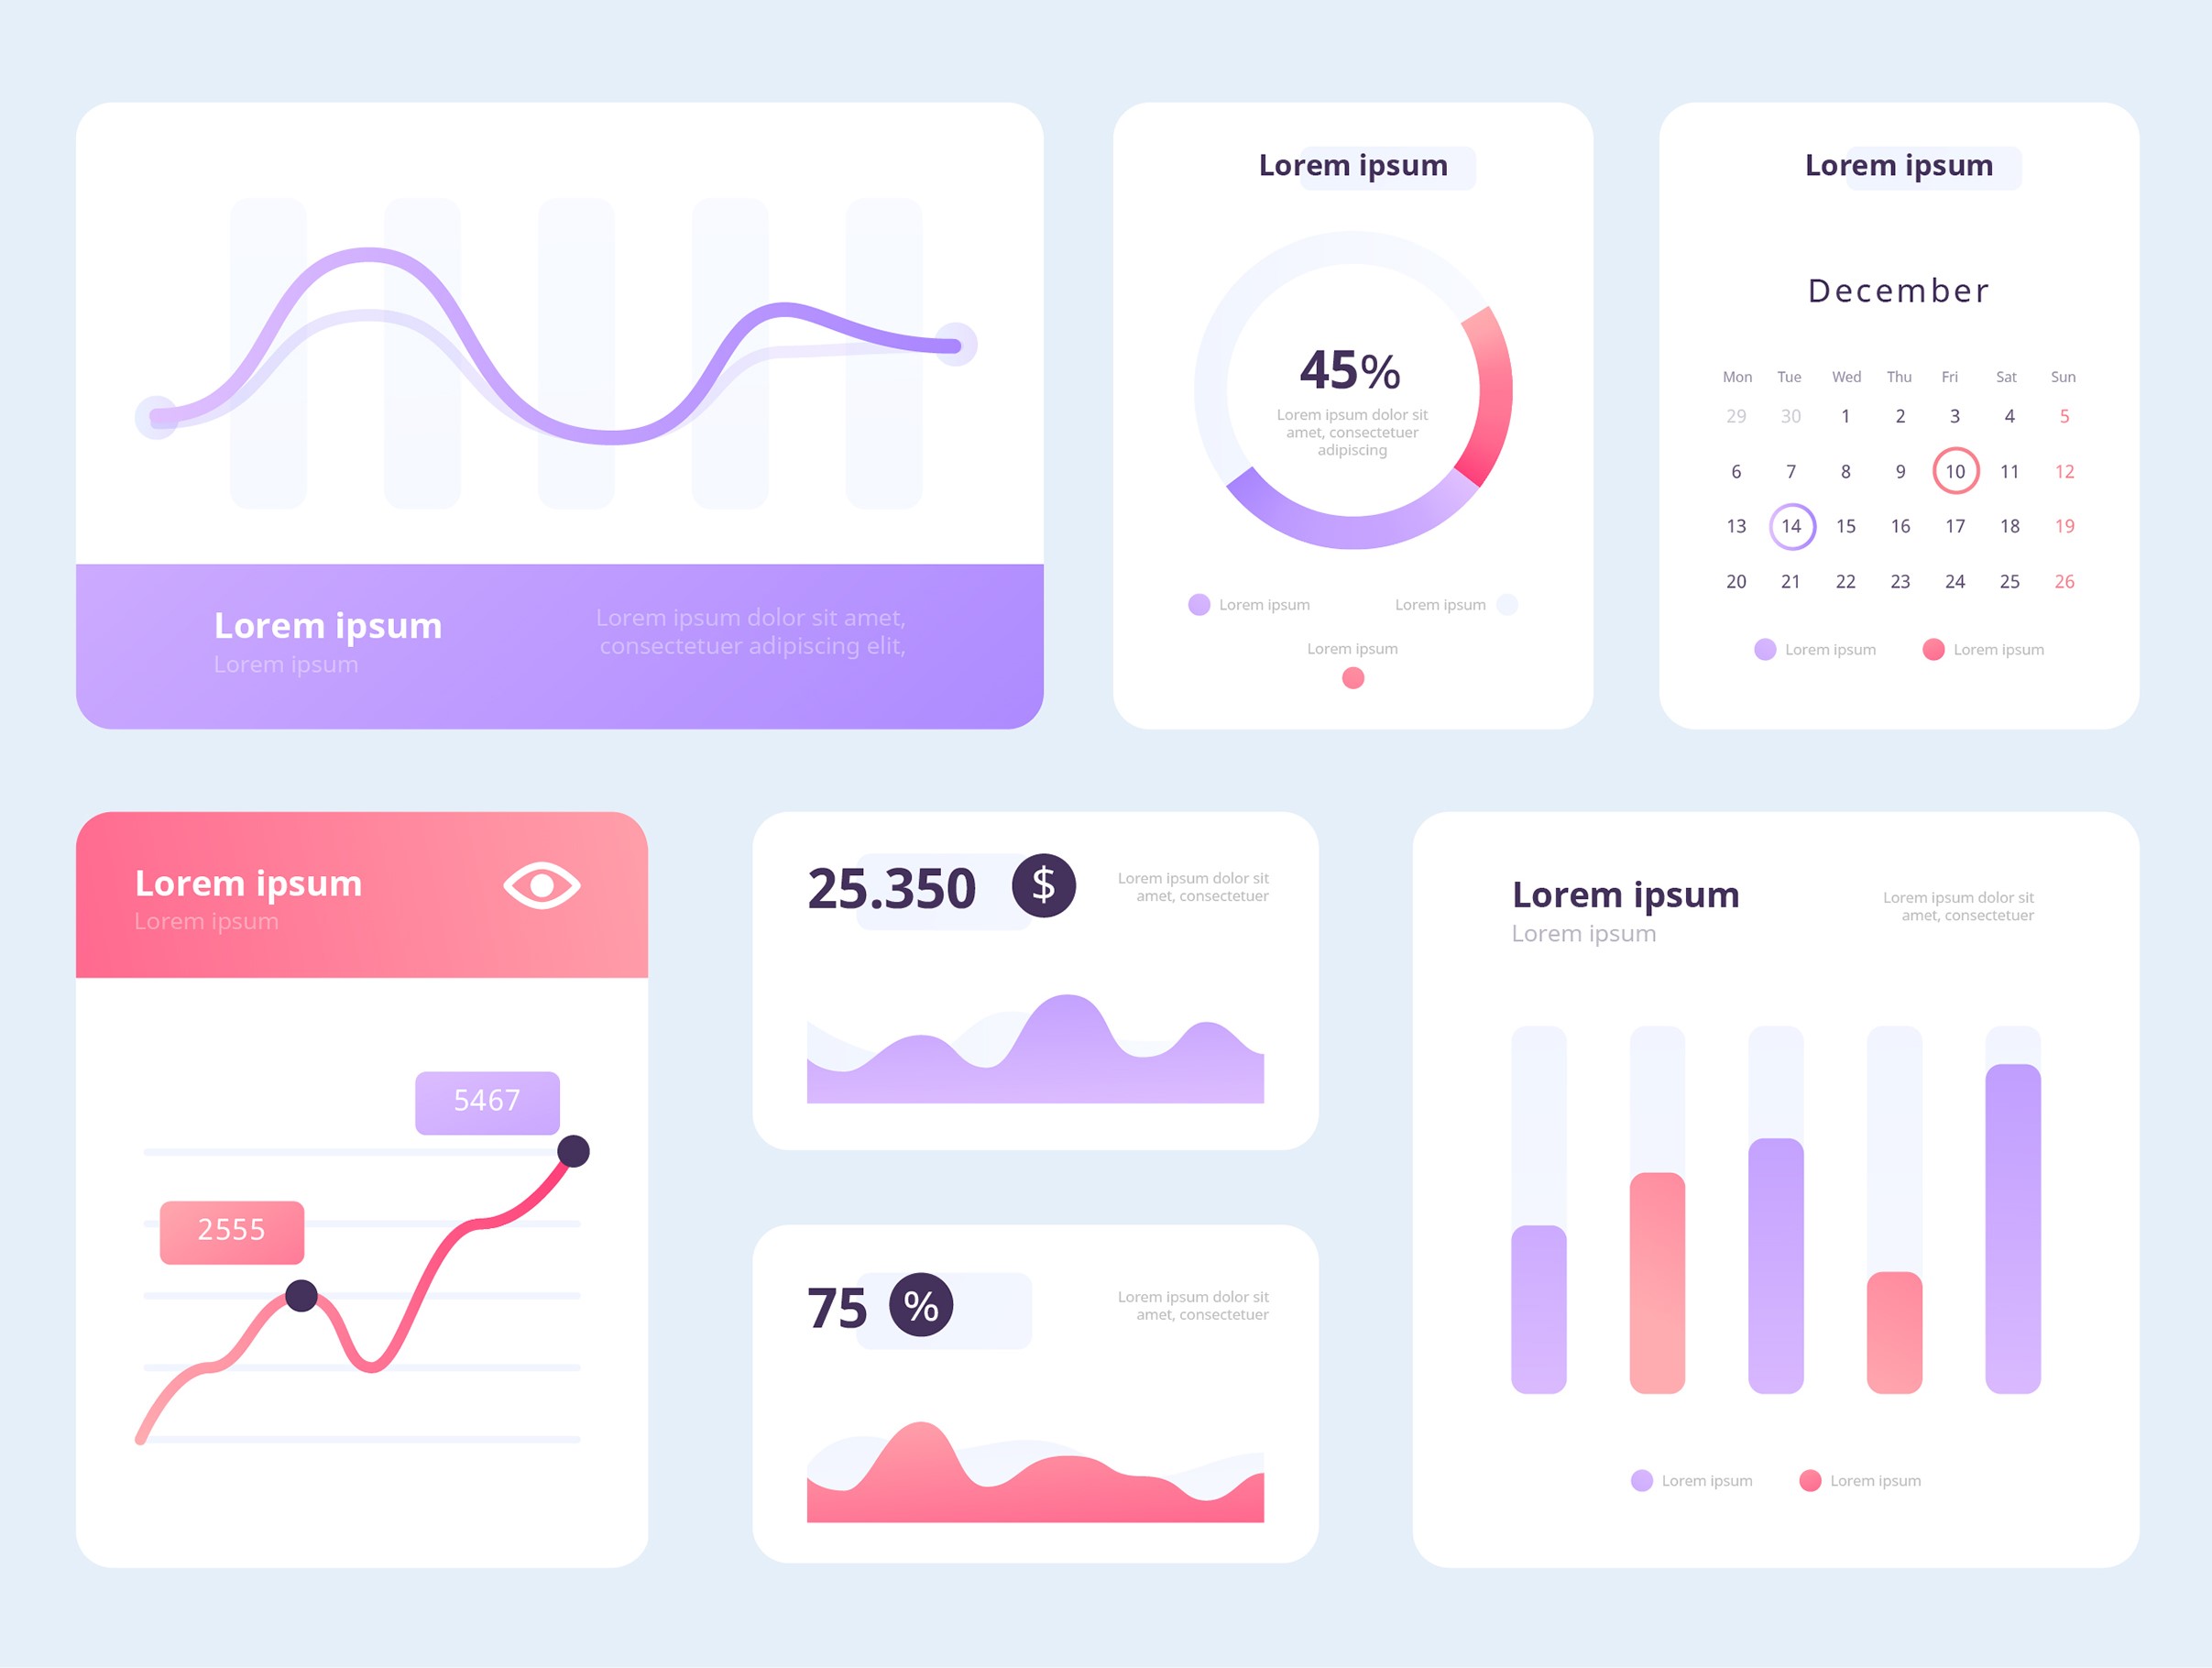 Lorem ipsum
Lorem ipsum
Lorem ipsum dolor sit amet,
consectetuer adipiscing elit,
Lorem ipsum
45%
Lorem ipsum dolor sit
amet, consectetuer
adipiscing
Lorem ipsum
Lorem ipsum
Lorem ipsum
Lorem ipsum
December
Mon Tue Wed Thu Fri Sat Sun
29 30 1 2 3 4 5
6 7 8 9 10 11 12
13 14 15 16 17 18 19
20 21 22 23 24 25 26
Lorem ipsum Lorem ipsum
Lorem ipsum
Lorem ipsum
5467
2555
25.350 $
Lorem ipsum dolor sit
amet, consectetuer
75 %
Lorem ipsum dolor sit
amet, consectetuer
Lorem ipsum
Lorem ipsum
Lorem ipsum dolor sit
amet, consectetuer
Lorem ipsum Lorem ipsum